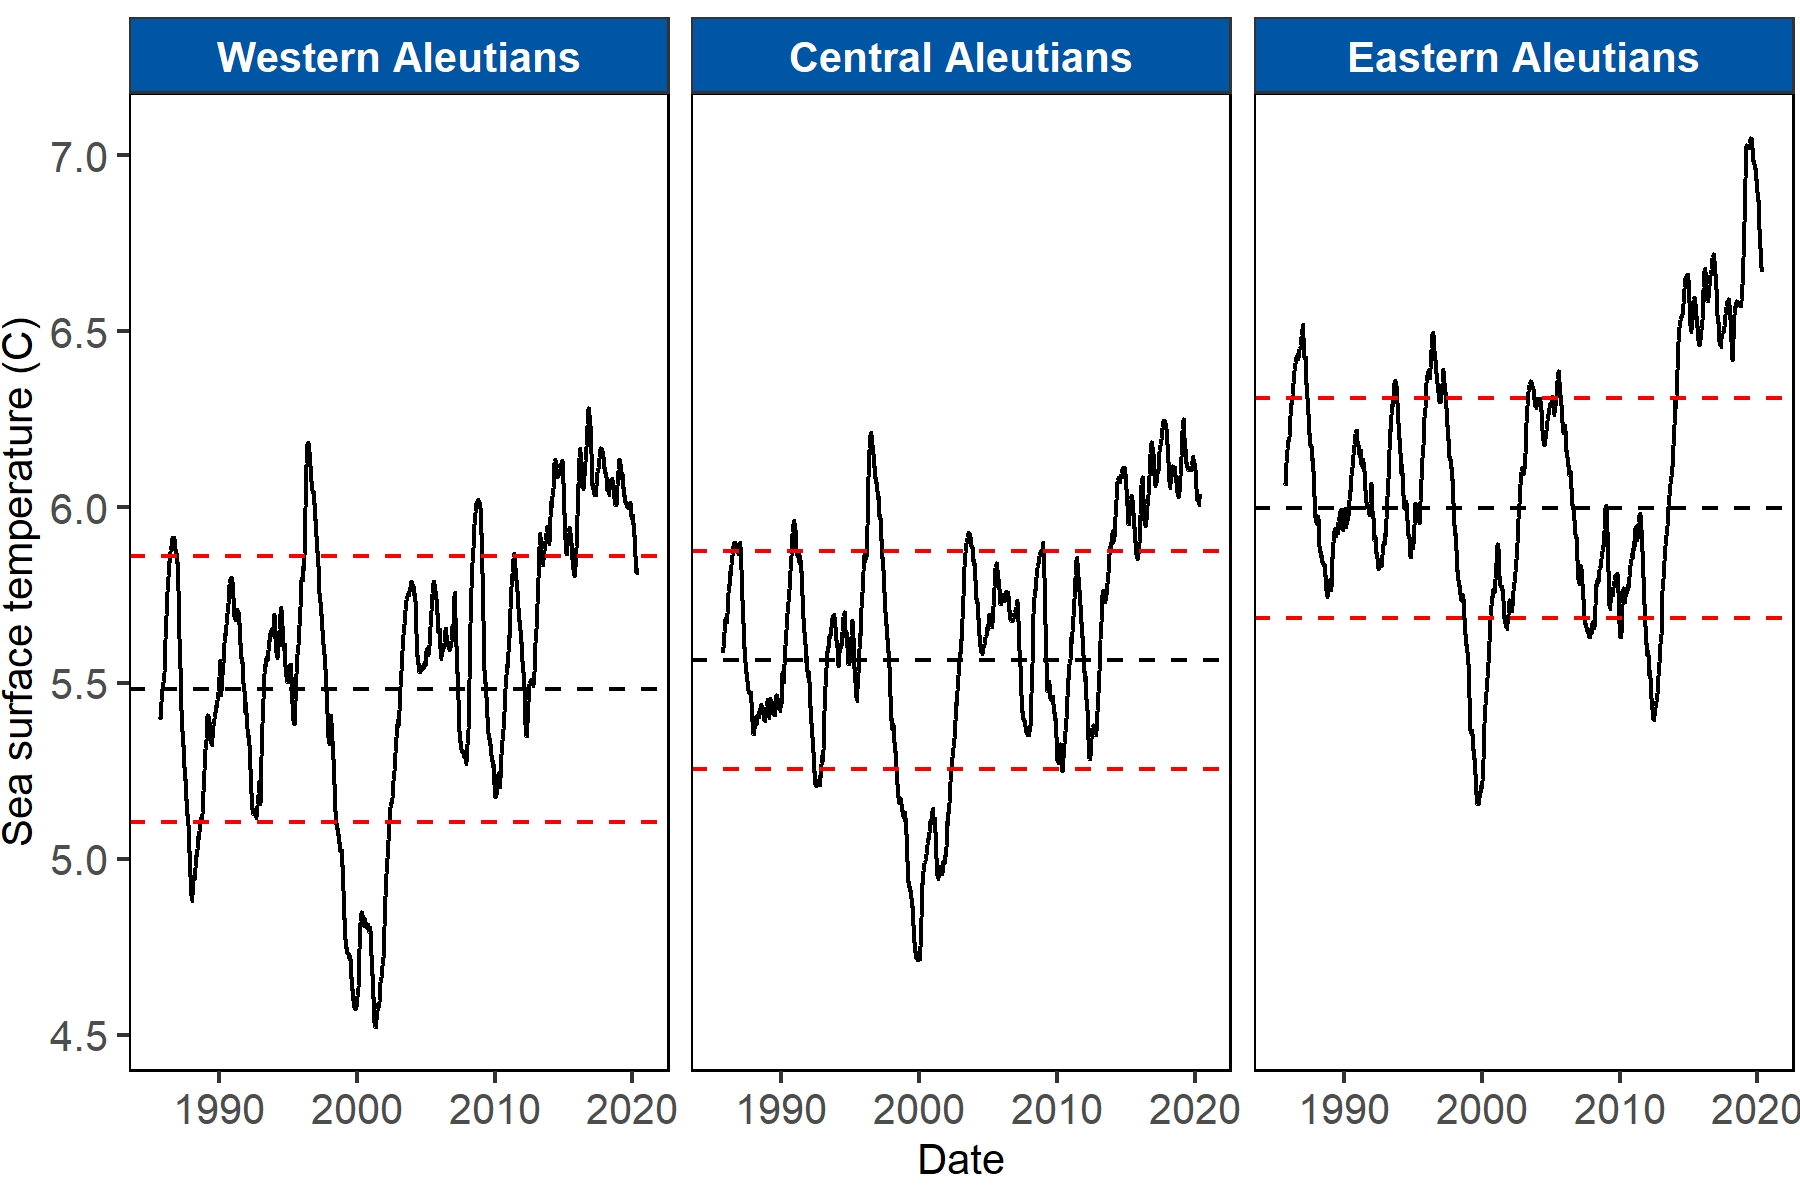 Western Aleutians Central Aleutians Eastern Aleutians
Sea surface temperature (C)
7.0
6.5
6.0
5.5
5.0
4.5
1990 2000 2010 2020 1990 2000 2010 2020 1990 2000 2010 2020
Date